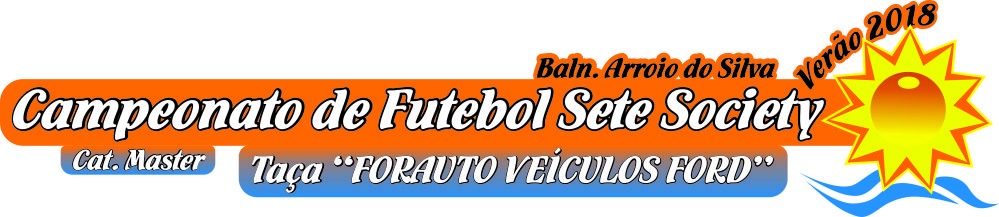 Verão 2018
Baln. Arroio do Silva
Campeonato de Futebol Sete Society
Cat. Master
Taça “FORAUTO VEÍCULOS FORD”